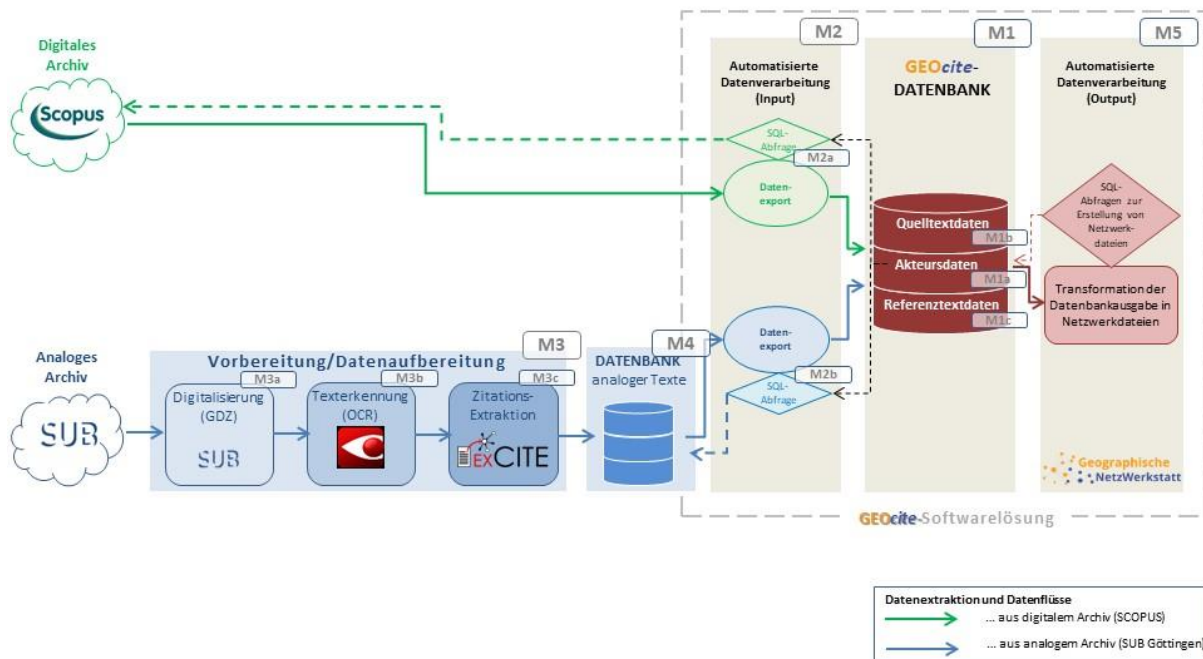 M2
M1
M5
Digitales
Archiv
Scopus
Automatisierte
Datenverarbeitung
(Input)
GEOcite-
DATENBANK
Automatisierte
Datenverarbeitung
(Output)
SQL-
Abfrage
M2a
Daten-
export
Quelltextdaten
M1b
Akteursdaten
M1a
Referenztextdaten
M1c
SQL-
Abfragen zur
Erstellung von
Netzwerk-
dateien
Transformation der
Datenbankausgabe in
Netzwerkdateien
Daten-
export
M2b
SQL-
Abfrage
Analoges
Archiv
SUB
Vorbereitung/Datenaufbereitung
M3
M3a
Digitalisierung
(GDZ)
SUB
M3b
Texterkennung
(OCR)
M3c
Zitations-
Extraktion
EXCITE
DATENBANK
M4
analoger Texte
Geographische
NetzWerkstatt
GEOcite-Softwarelösung
Datenextraktion und Datenflüsse
... aus digitalem Archiv (SCOPUS)
... aus analogem Archiv (SUB Göttingen)